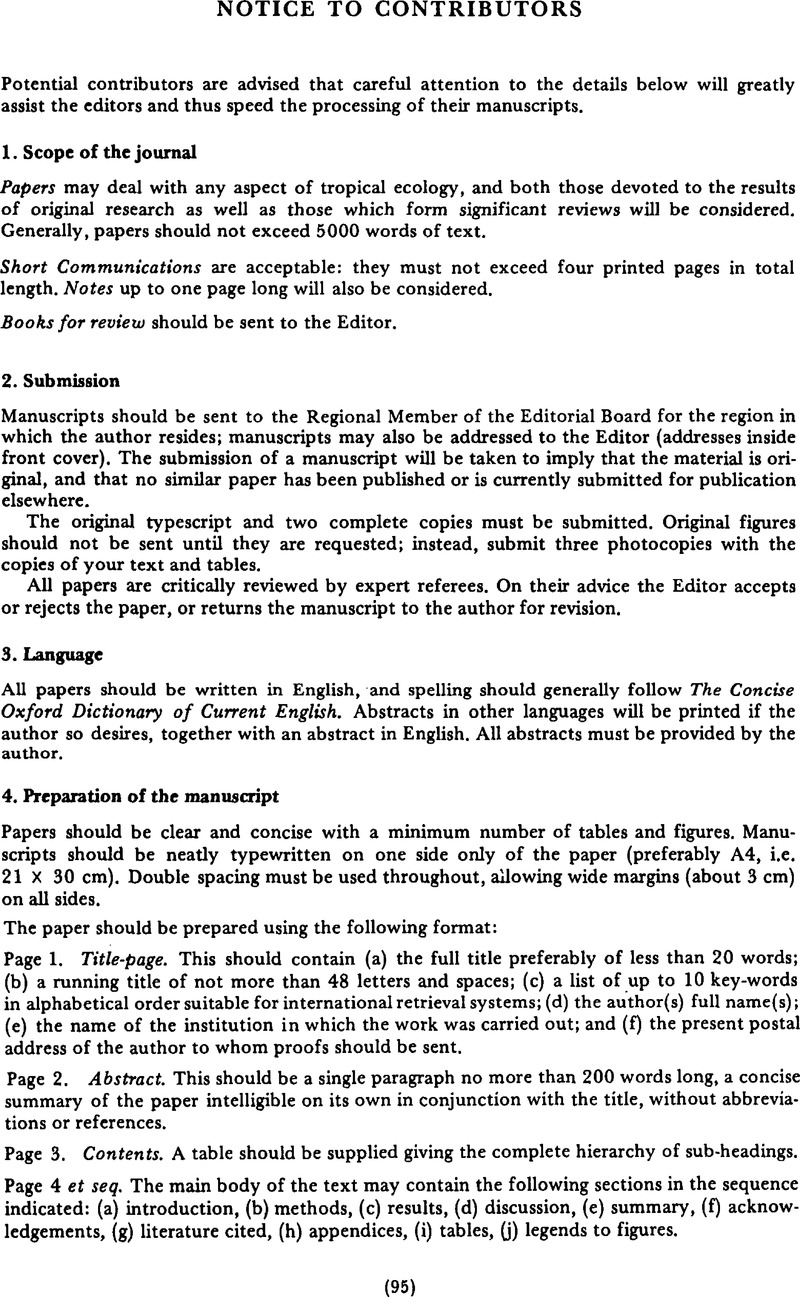 NOTICE TO CONTRIBUTORS
Potential contributors are advised that careful attention to the details below will greatly
assist the editors and thus speed the processing of their manuscripts.
1. Scope of the journal
Papers may deal with any aspect of tropical ecology, and both those devoted to the results
of original research as well as those which form significant reviews will be considered.
Generally, papers should not exceed 5000 words of text.
Short Communications are acceptable: they must not exceed four printed pages in total
length. Notes up to one page long will also be considered.
Books for review should be sent to the Editor.
2. Submission
Manuscripts should be sent to the Regional Member of the Editorial Board for the region in
which the author resides; manuscripts may also be addressed to the Editor (addresses inside
front cover). The submission of a manuscript will be taken to imply that the material is ori-
ginal, and that no similar paper has been published or is currently submitted for publication
elsewhere.
The original typescript and two complete copies must be submitted. Original figures
should not be sent until they are requested; instead, submit three photocopies with the
copies of your text and tables.
All papers are critically reviewed by expert referees. On their advice the Editor accepts
or rejects the paper, or returns the manuscript to the author for revision.
3. Language
All papers should be written in English, and spelling should generally follow The Concise
Oxford Dictionary of Current English. Abstracts in other languages will be printed if the
author so desires, together with an abstract in English. All abstracts must be provided by the
author.
4. Preparation of the manuscript
Papers should be clear and concise with a minimum number of tables and figures. Manu-
scripts should be neatly typewritten on one side only of the paper (preferably A4, i.e.
21 × 30 cm). Double spacing must be used throughout, allowing wide margins (about 3 cm)
on all sides.
The paper should be prepared using the following format:
Page 1. Title-page. This should contain (a) the full title preferably of less than 20 words;
(b) a running title of not more than 48 letters and spaces; (c) a list of up to 10 key-words
in alphabetical order suitable for international retrieval systems; (d) the author(s) full name(s);
(e) the name of the institution in which the work was carried out; and (f) the present postal
address of the author to whom proofs should be sent.
Page 2. Abstract. This should be a single paragraph no more than 200 words long, a concise
summary of the paper intelligible on its own in conjunction with the title, without abbrevia-
tions or references.
Page 3. Contents. A table should be supplied giving the complete hierarchy of sub-headings.
Page 4 et seq. The main body of the text may contain the following sections in the sequence
indicated: (a) introduction, (b) methods, (c) results, (d) discussion, (e) summary, (f) acknow-
ledgements, (g) literature cited, (h) appendices, (i) tables, (j) legends to figures.
(95)